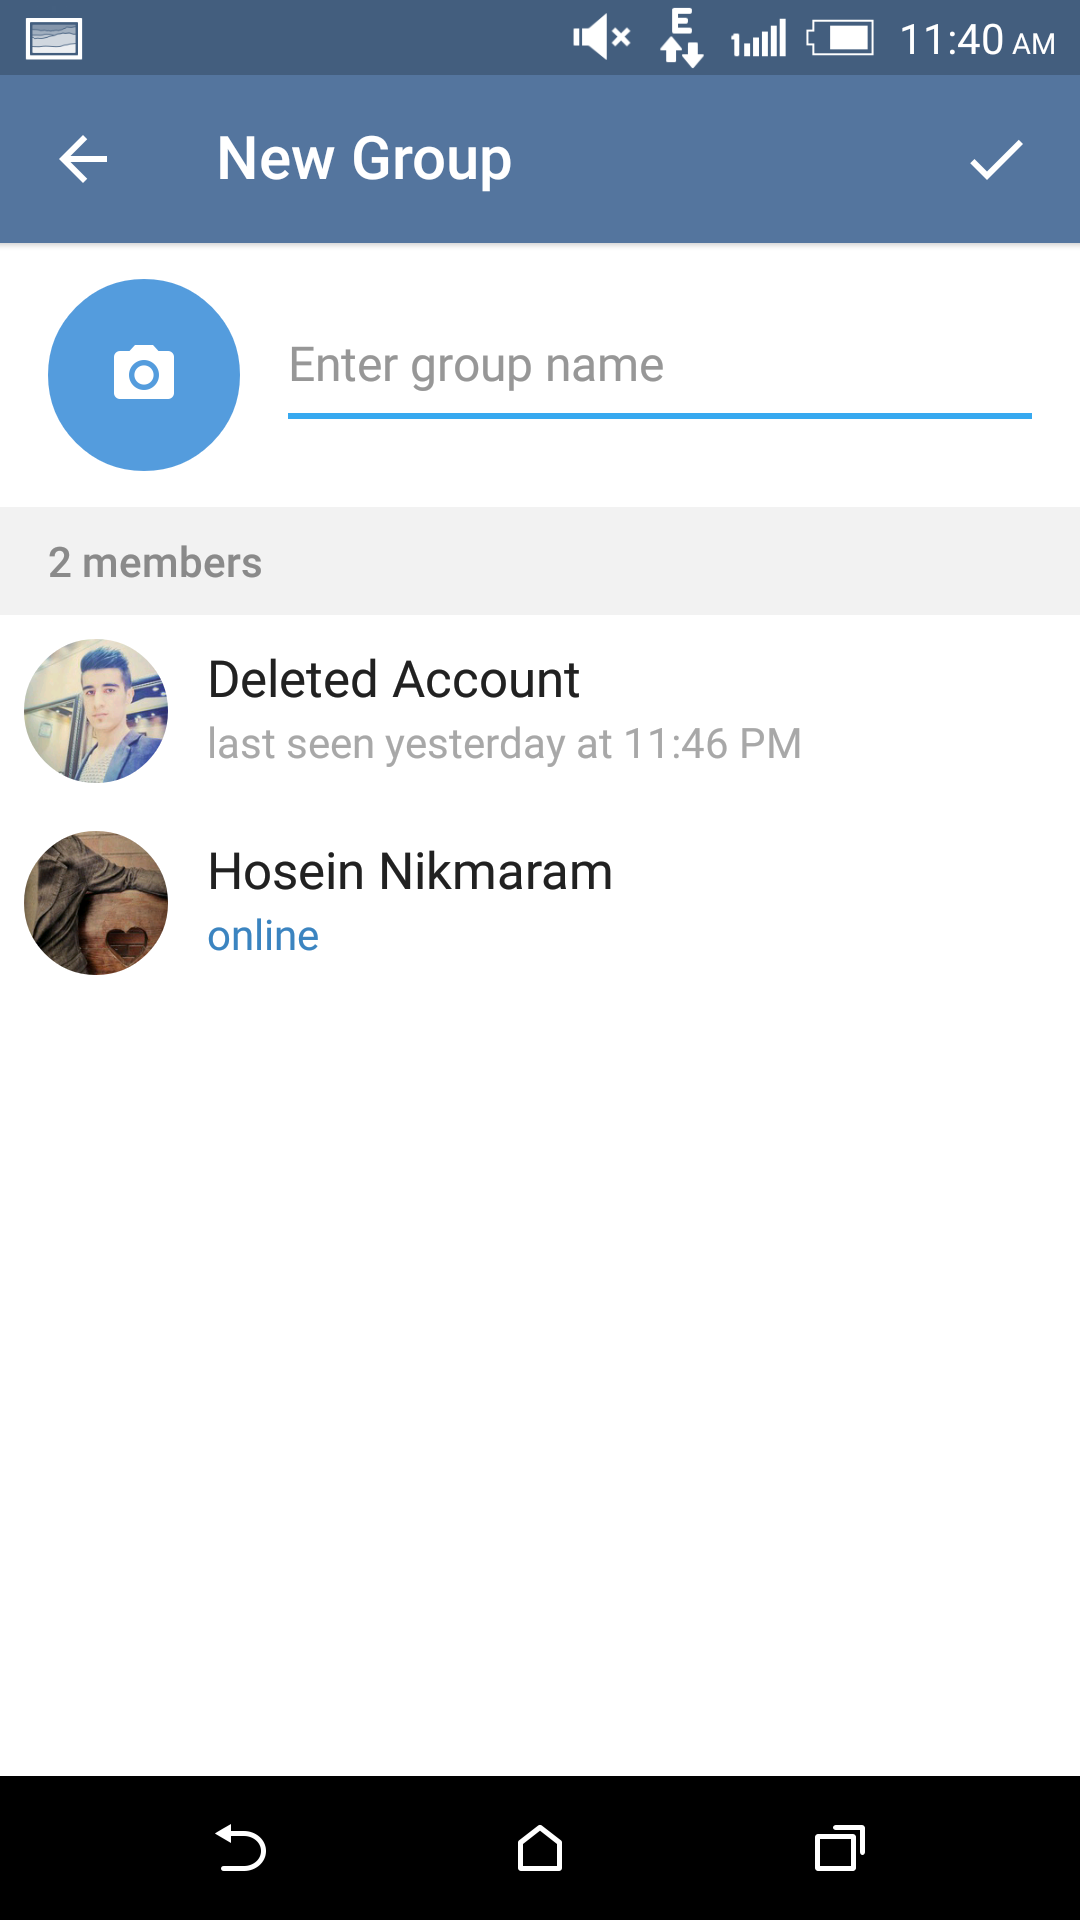 E
11:40 AM
New Group
Enter group name
2 members
Deleted Account
last seen yesterday at 11:46 PM
Hosein Nikmaram
online